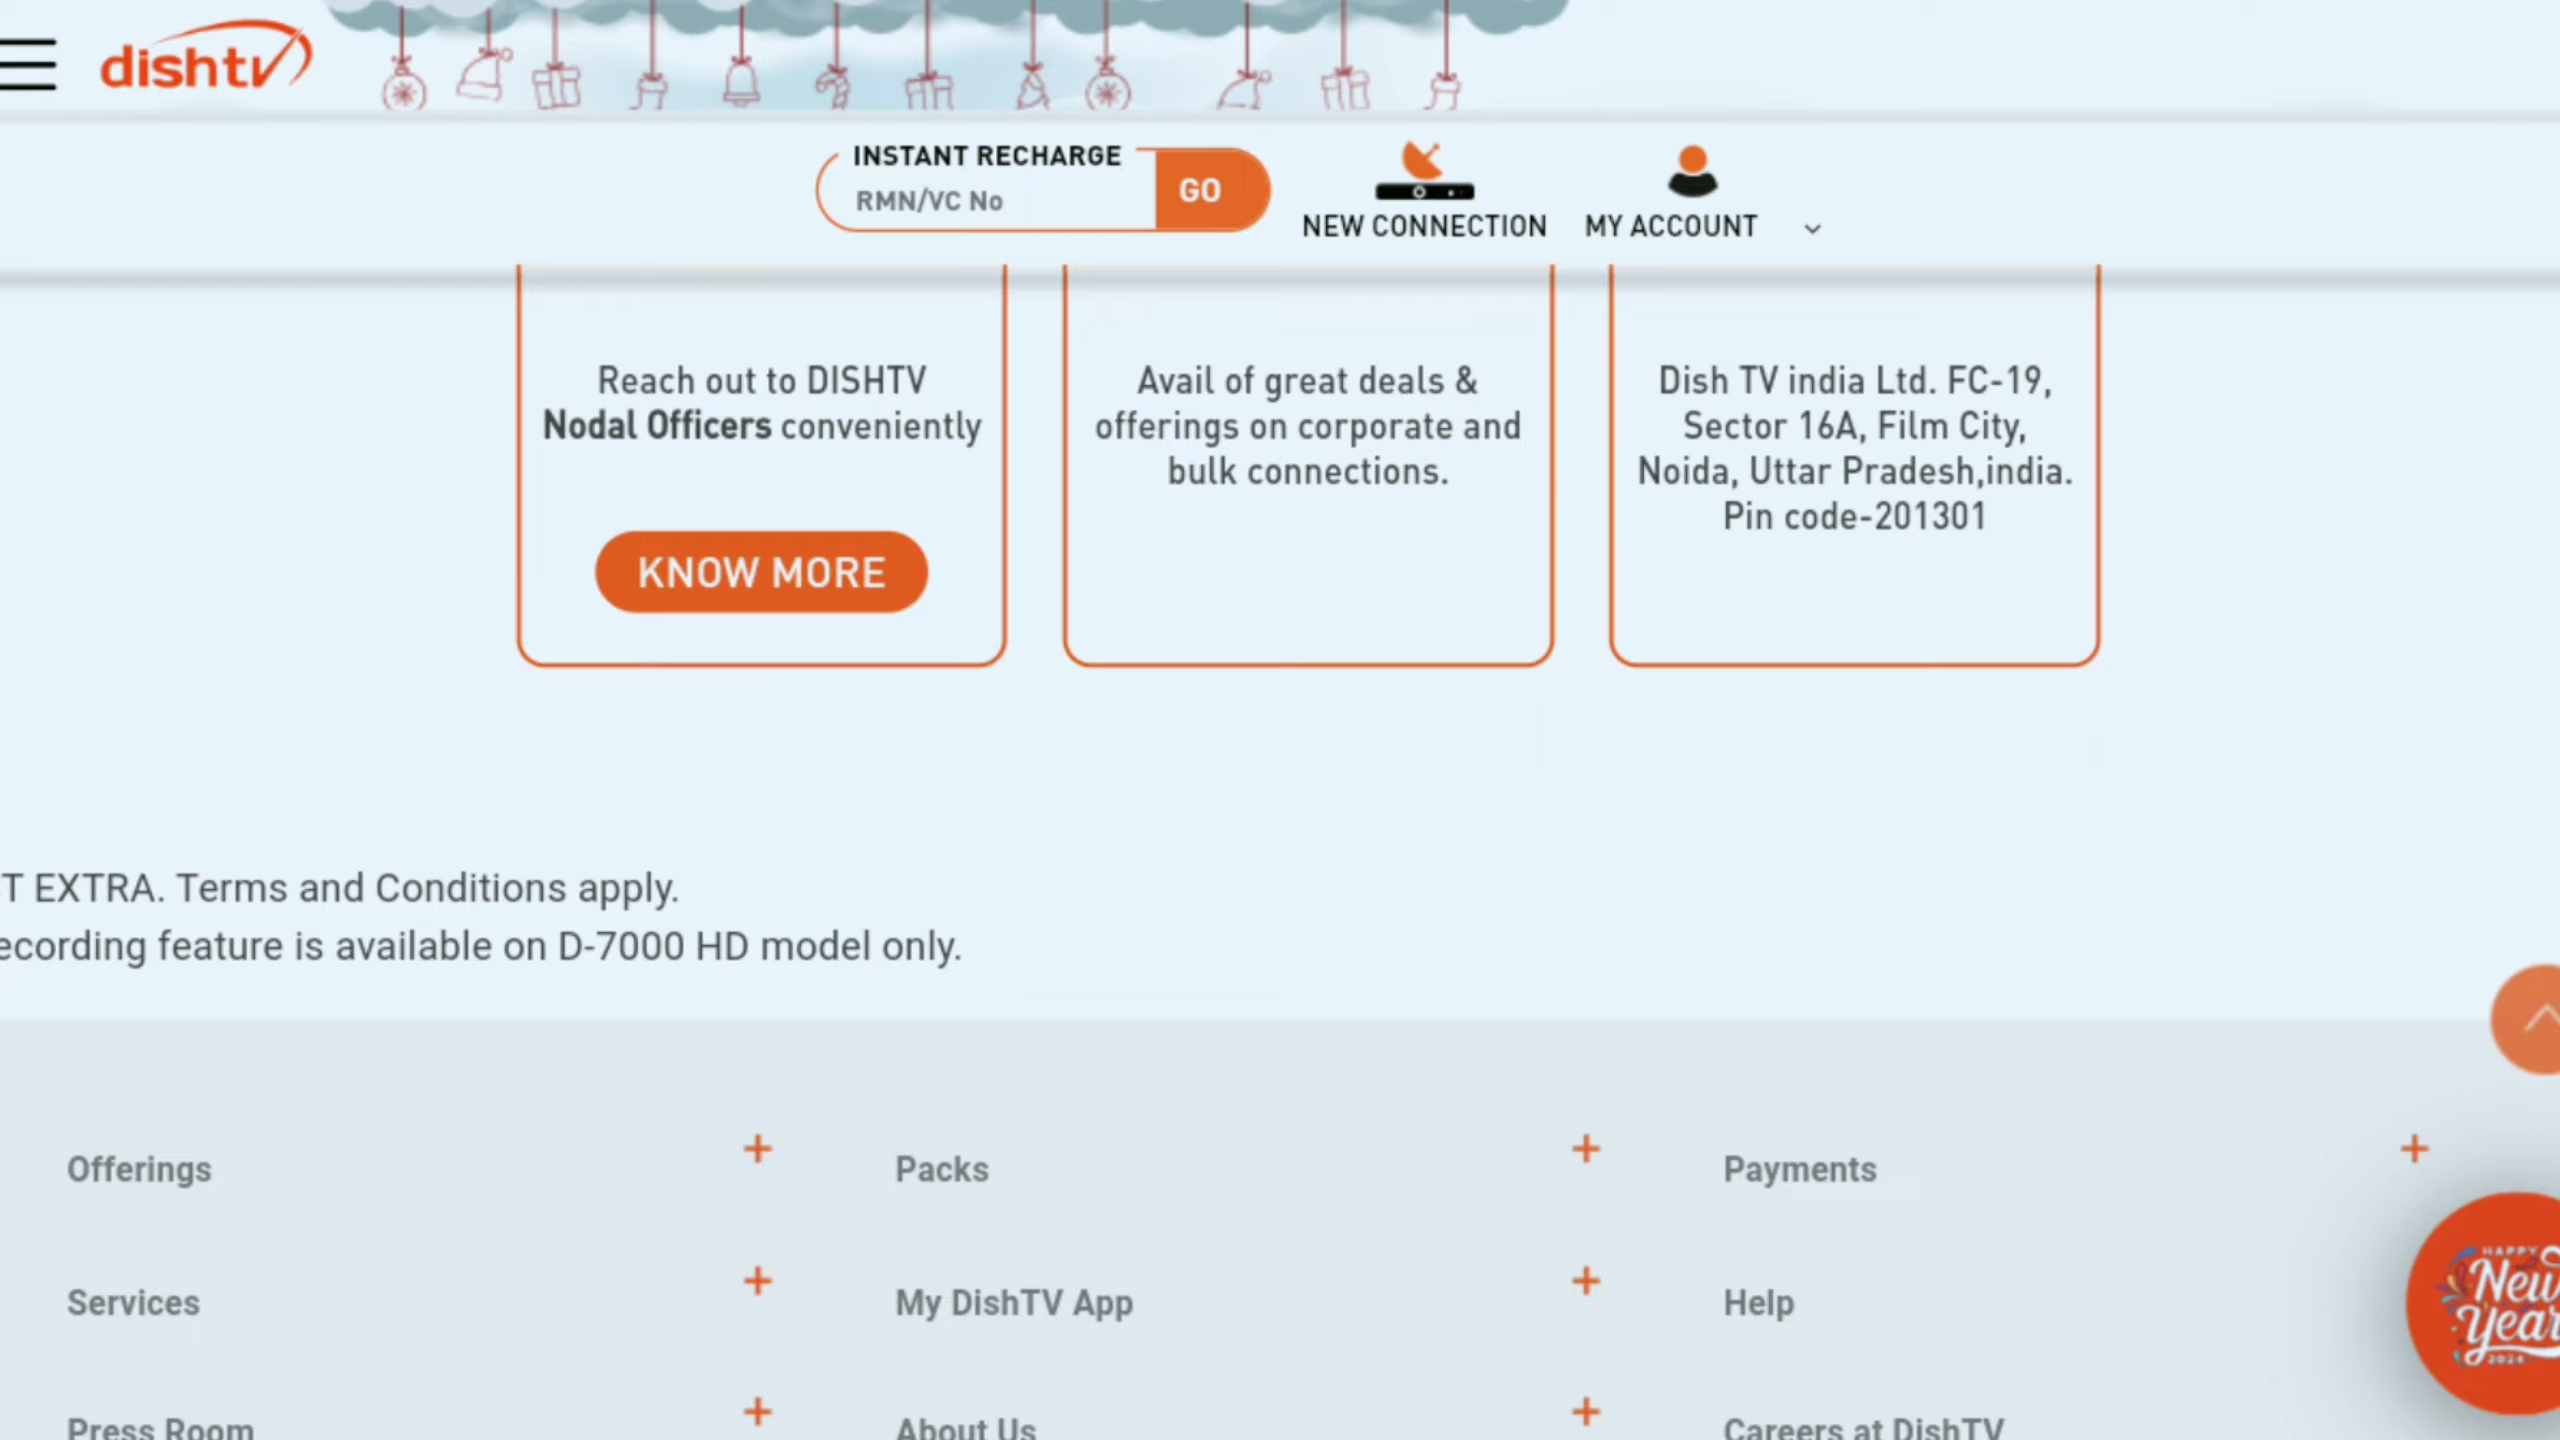 dishtv
INSTANT RECHARGE
RMN/VC No
GO
NEW CONNECTION
MY ACCOUNT
Reach out to DISHTV
Nodal Officers conveniently
KNOW MORE
Avail of great deals &
offerings on corporate and
bulk connections.
Dish TV india Ltd. FC-19,
Sector 16A, Film City,
Noida, Uttar Pradesh,india.
Pin code-201301
T EXTRA. Terms and Conditions apply.
ecording feature is available on D-7000 HD model only.
Offerings
Packs
Payments
Services
My DishTV App
Help
HAPPY
New
Year
2024
Press Room
About Us
Careers at DishTV